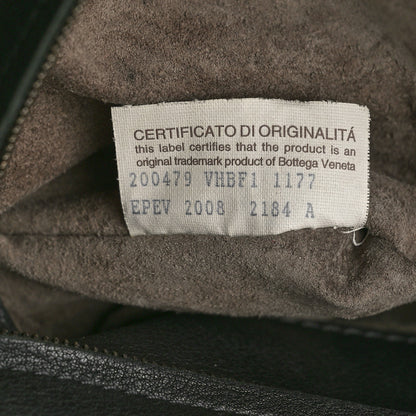 CERTIFICATO DI ORIGINALITÁ
this label certifies that the product is an
original trademark product of Bottega Veneta
200479 VHBF1 1177
EPEV 2008 2184 A